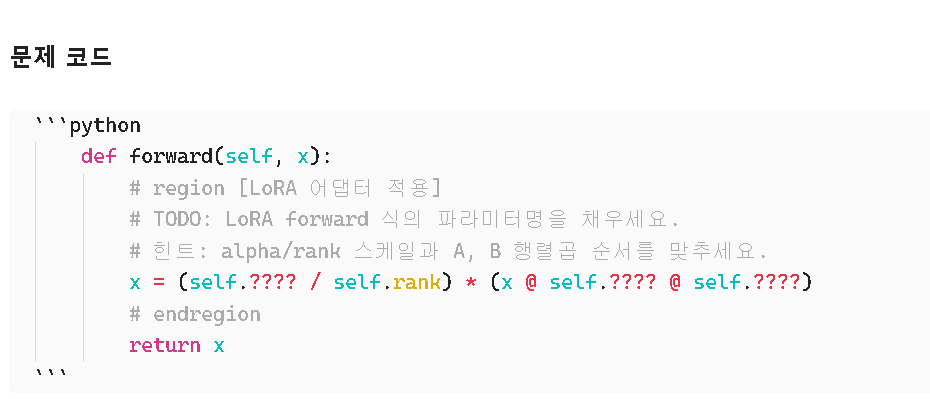 문제 코드
```python
def forward(self, x):
# region [LoRA 어댑터 적용]
# TODO: LoRA forward 식의 파라미터명을 채우세요.
# 힌트: alpha/rank 스케일과 A, B 행렬곱 순서를 맞추세요.
x = (self.???? / self.rank) * (x @ self.???? @ self.????)
# endregion
return x
```